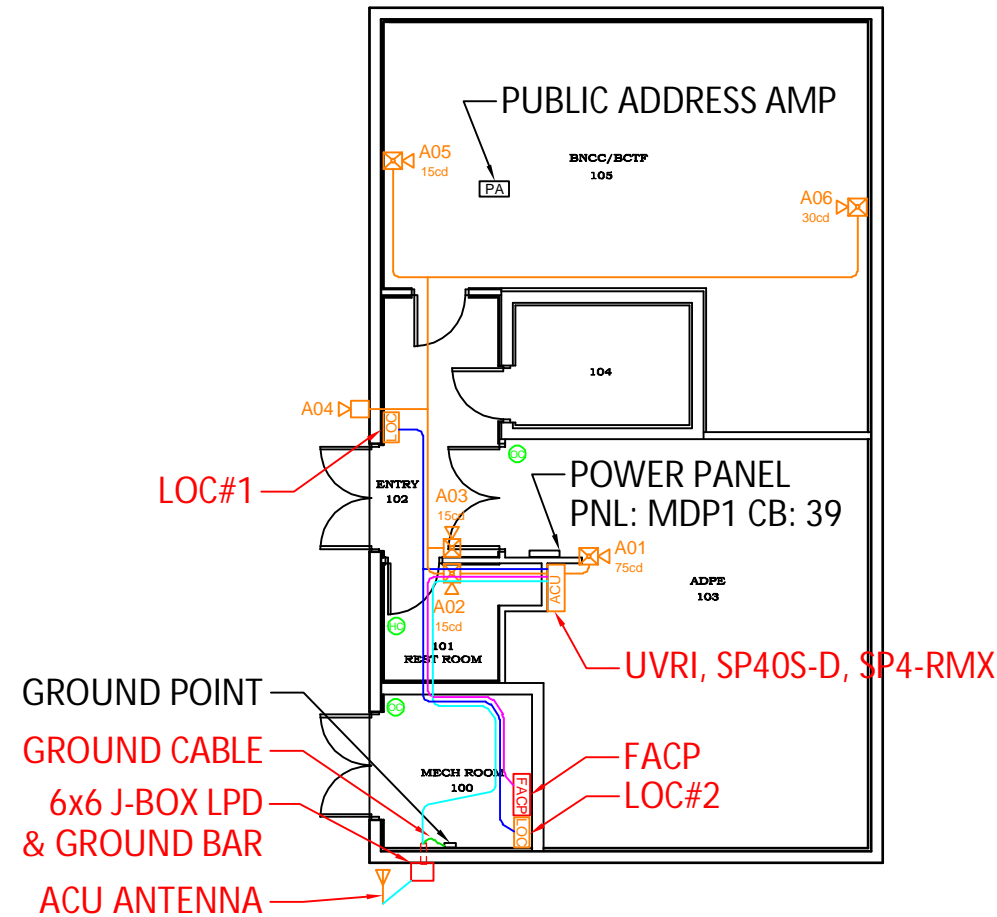 PUBLIC ADDRESS AMP
A05
15cd
BNCC/BCTF
105
PA
A06
30cd
104
A04
LOC
LOC#1
OC
ENTRY
102
A03
15cd
POWER PANEL
PNL: MDP1 CB: 39
A01
75cd
ACU
ADPE
103
A02
15cd
HC
101
REST ROOM
UVRI, SP40S-D, SP4-RMX
GROUND POINT
OC
GROUND CABLE
MECH ROOM
100
FACP
FACP
LOC
LOC#2
6x6 J-BOX LPD
& GROUND BAR
ACU ANTENNA